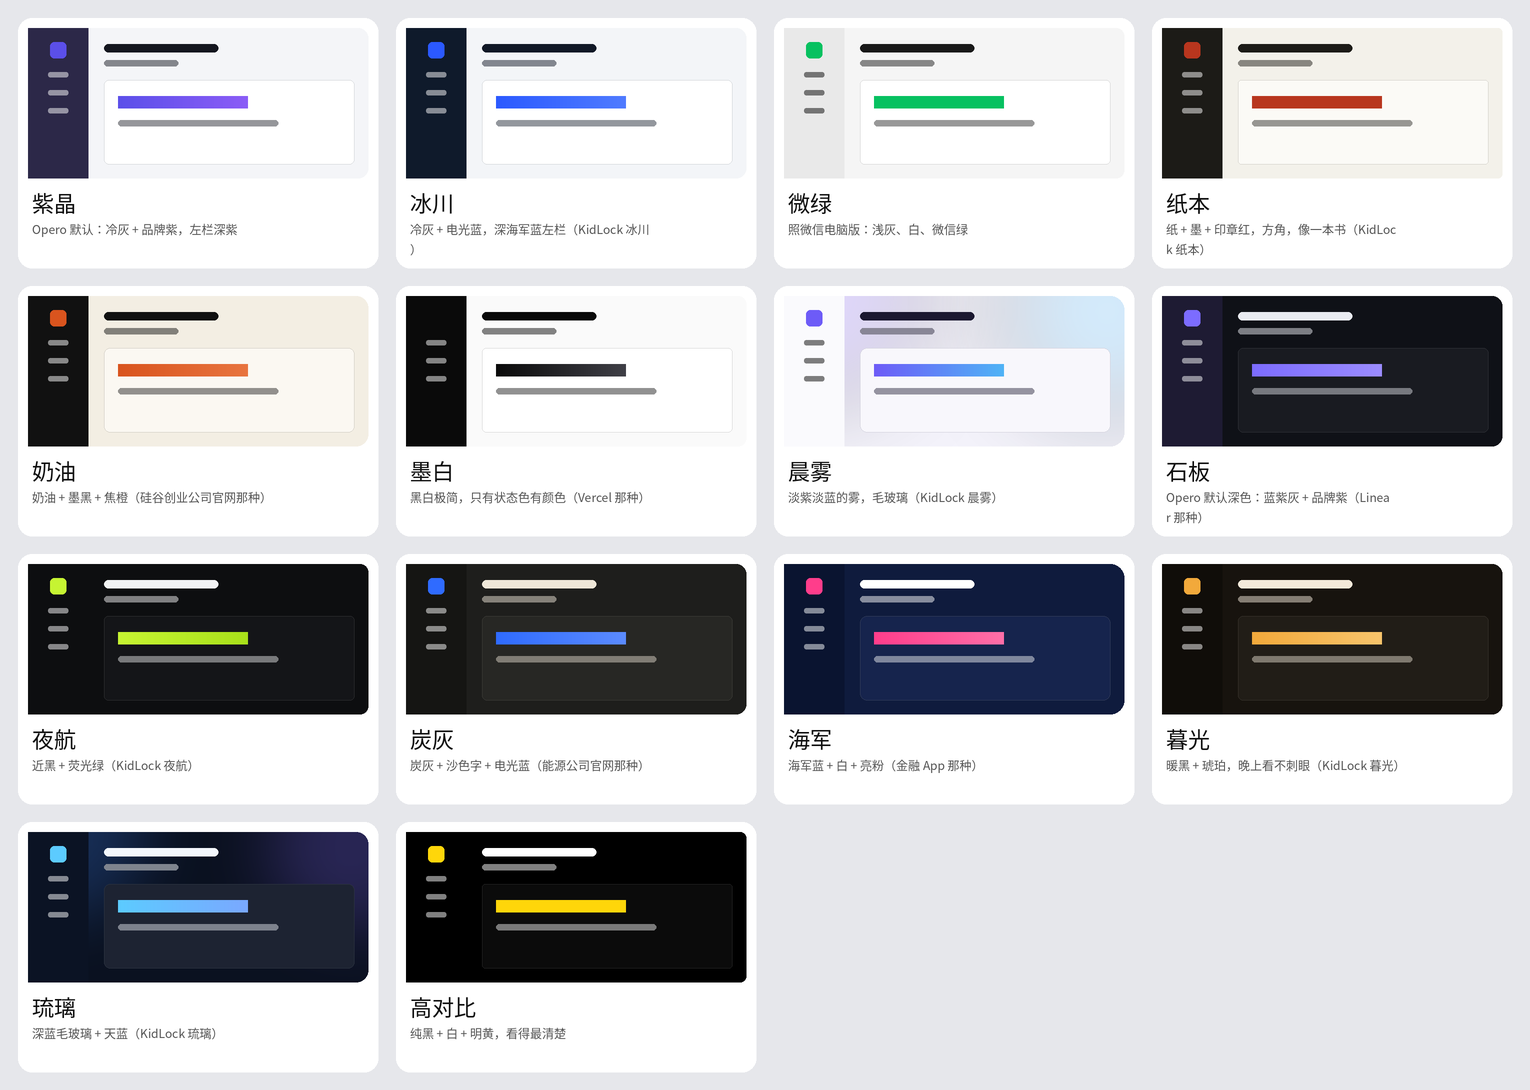 紫晶
Opero 默认：冷灰 + 品牌紫，左栏深紫
冰川
冷灰 + 电光蓝，深海军蓝左栏（KidLock 冰川
）
微绿
照微信电脑版：浅灰、白、微信绿
纸本
纸 + 墨 + 印章红，方角，像一本书（KidLoc
k 纸本）
奶油
奶油 + 墨黑 + 焦橙（硅谷创业公司官网那种）
墨白
黑白极简，只有状态色有颜色（Vercel 那种）
晨雾
淡紫淡蓝的雾，毛玻璃（KidLock 晨雾）
石板
Opero 默认深色：蓝紫灰 + 品牌紫（Linea
r 那种）
夜航
近黑 + 荧光绿（KidLock 夜航）
炭灰
炭灰 + 沙色字 + 电光蓝（能源公司官网那种）
海军
海军蓝 + 白 + 亮粉（金融 App 那种）
暮光
暖黑 + 琥珀，晚上看不刺眼（KidLock 暮光）
琉璃
深蓝毛玻璃 + 天蓝（KidLock 琉璃）
高对比
纯黑 + 白 + 明黄，看得最清楚